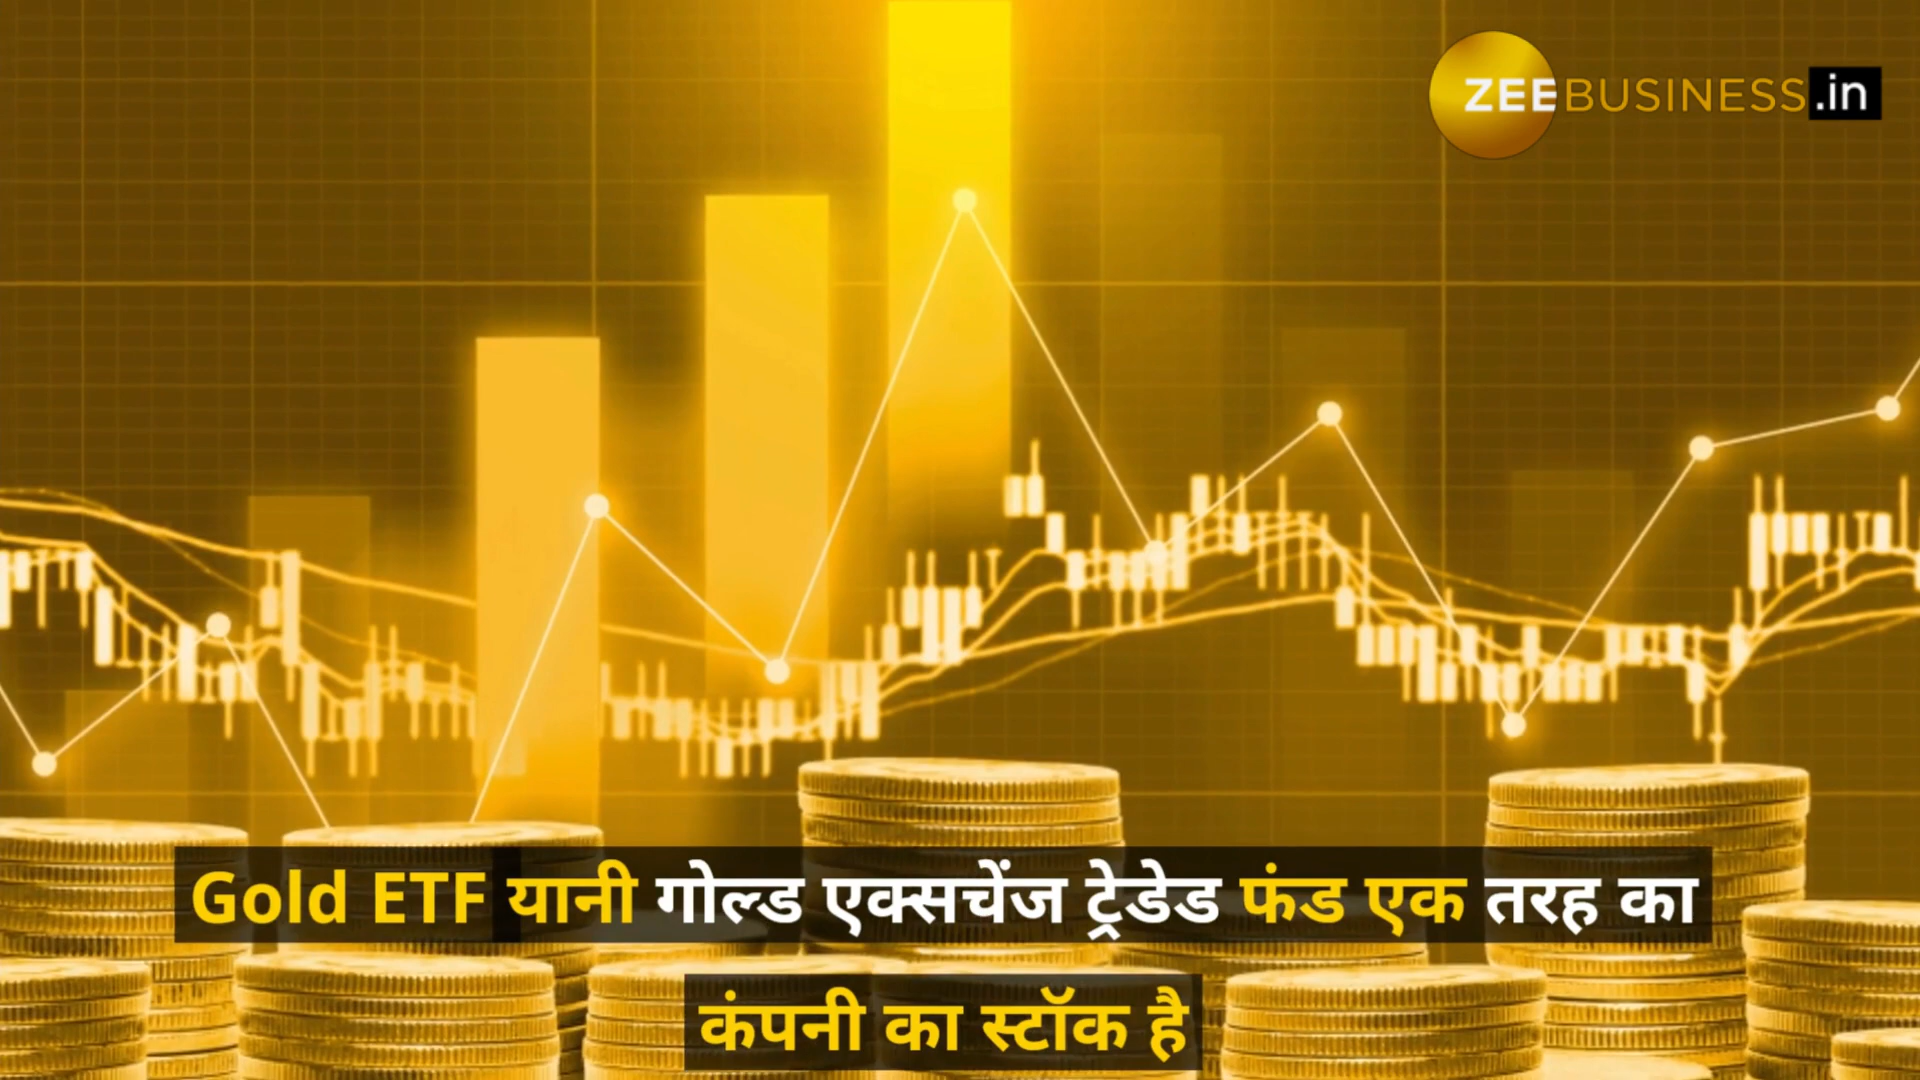 ZEEBUSINESS.in
Gold ETF यानी गोल्ड एक्सचेंज ट्रेडेड फंड एक तरह का
कंपनी का स्टॉक है